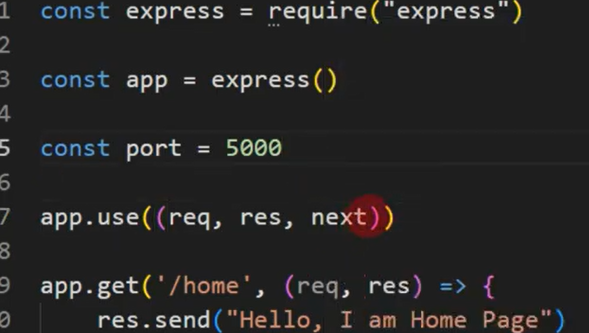 1 const express = require("express")
2
3 const app = express()
4
5 const port = 5000
6
7 app.use((req, res, next))
8
9 app.get('/home', (req, res) => {
0 res.send("Hello, I am Home Page")